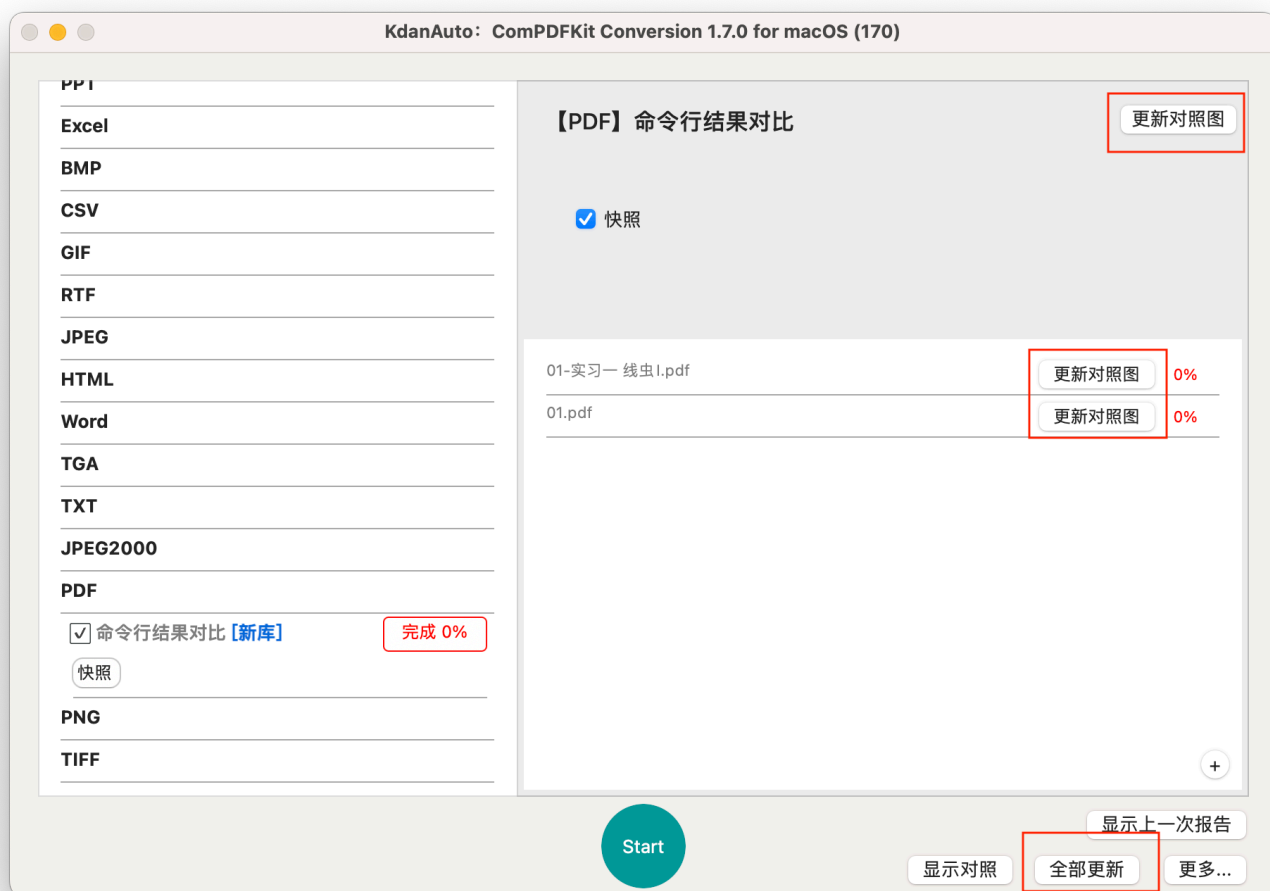 KdanAuto：ComPDFKit Conversion 1.7.0 for macOS (170)
PPT
Excel
BMP
CSV
GIF
RTF
JPEG
HTML
Word
TGA
TXT
JPEG2000
PDF
命令行结果对比 [新库]
完成 0%
快照
PNG
TIFF
【PDF】命令行结果对比
更新对照图
快照
01-实习一 线虫I.pdf
更新对照图
0%
01.pdf
更新对照图
0%
+
Start
显示上一次报告
显示对照
全部更新
更多...